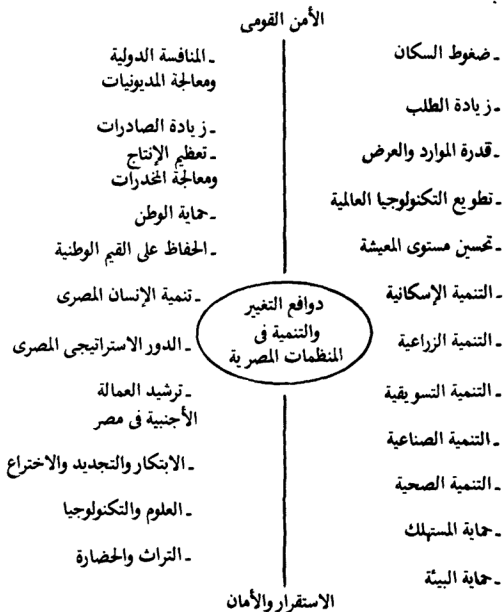 الأمن القومى
ـ ضغوط السكان
ـ زيادة الطلب
ـ قدرة الموارد والعرض
ـ تطويع التكنولوجيا العالمية
ـ تحسين مستوى المعيشة
ـ التنمية الإسكانية
ـ التنمية الزراعية
ـ التنمية التسويقية
ـ التنمية الصناعية
ـ التنمية الصحية
ـ حماية المستهلك
ـ حماية البيئة
دوافع التغيير
والتنمية فى
المنظمات المصرية
ـ المنافسة الدولية
ومعالجة المديونيات
ـ زيادة الصادرات
ـ تعظيم الإنتاج
ومعالجة المخدرات
ـ حماية الوطن
ـ الحفاظ على القيم الوطنية
ـ تنمية الإنسان المصرى
ـ الدور الاستراتيجى المصرى
ـ ترشيد العمالة
الأجنبية فى مصر
ـ الابتكار والتجديد والاختراع
ـ العلوم والتكنولوجيا
ـ التراث والحضارة
الاستقرار والأمان